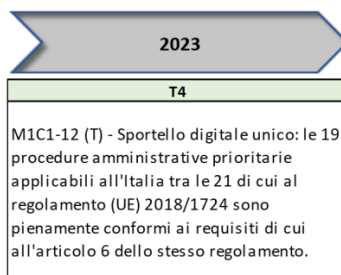 2023
T4
M1C1-12 (T) - Sportello digitale unico: le 19
procedure amministrative prioritarie
applicabili all'Italia tra le 21 di cui al
regolamento (UE) 2018/1724 sono
pienamente conformi ai requisiti di cui
all'articolo 6 dello stesso regolamento.